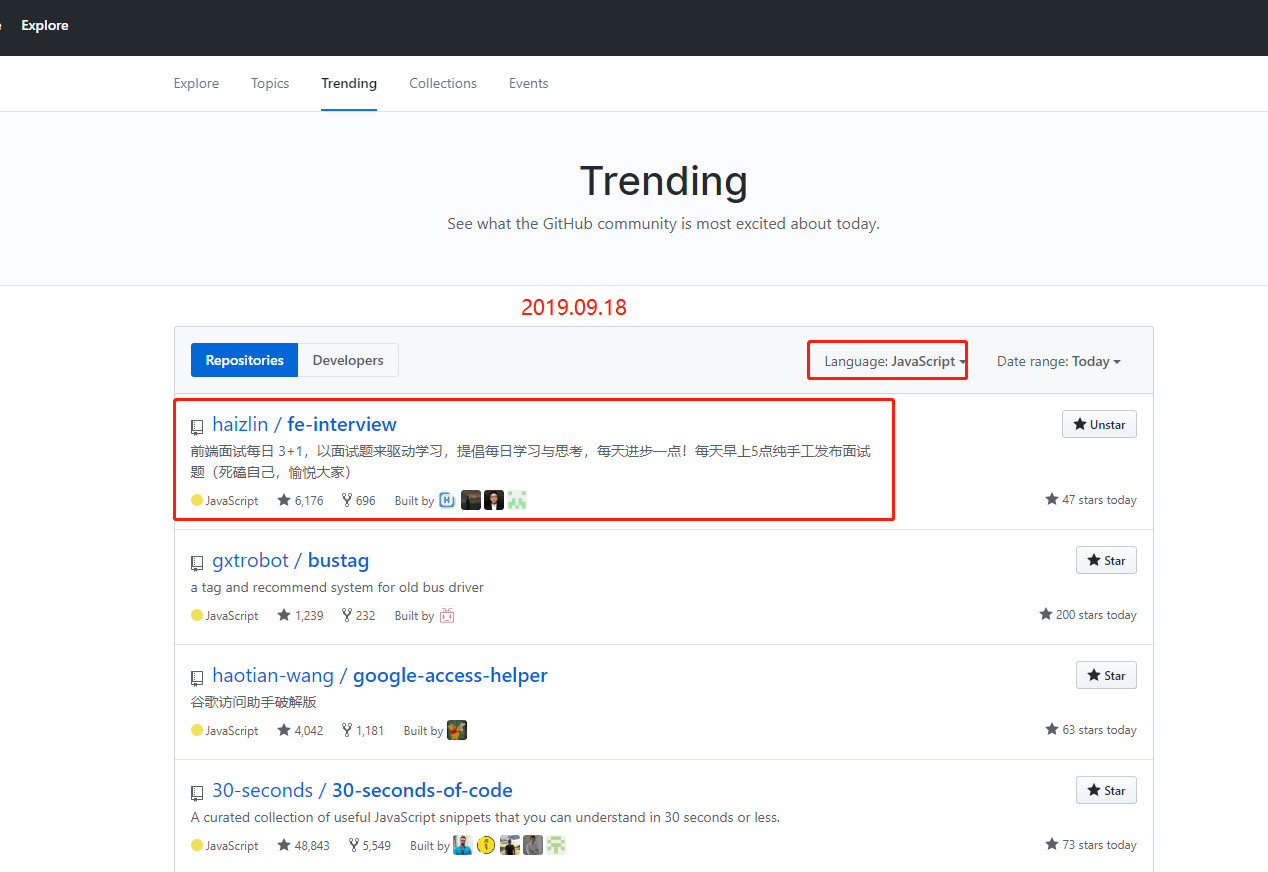 Explore
Explore Topics Trending Collections Events
Trending
See what the GitHub community is most excited about today.
2019.09.18
Repositories Developers Language: JavaScript Date range: Today
haizlin / fe-interview Unstar
前端面试每日 3+1，以面试题来驱动学习，提倡每日学习与思考，每天进步一点！每天早上5点纯手工发布面试
题（死磕自己，愉悦大家）
JavaScript 6,176 696 Built by 47 stars today
gxtrobot / bustag Star
a tag and recommend system for old bus driver
JavaScript 1,239 232 Built by 200 stars today
haotian-wang / google-access-helper Star
谷歌访问助手破解版
JavaScript 4,042 1,181 Built by 63 stars today
30-seconds / 30-seconds-of-code Star
A curated collection of useful JavaScript snippets that you can understand in 30 seconds or less.
JavaScript 48,843 5,549 Built by 73 stars today